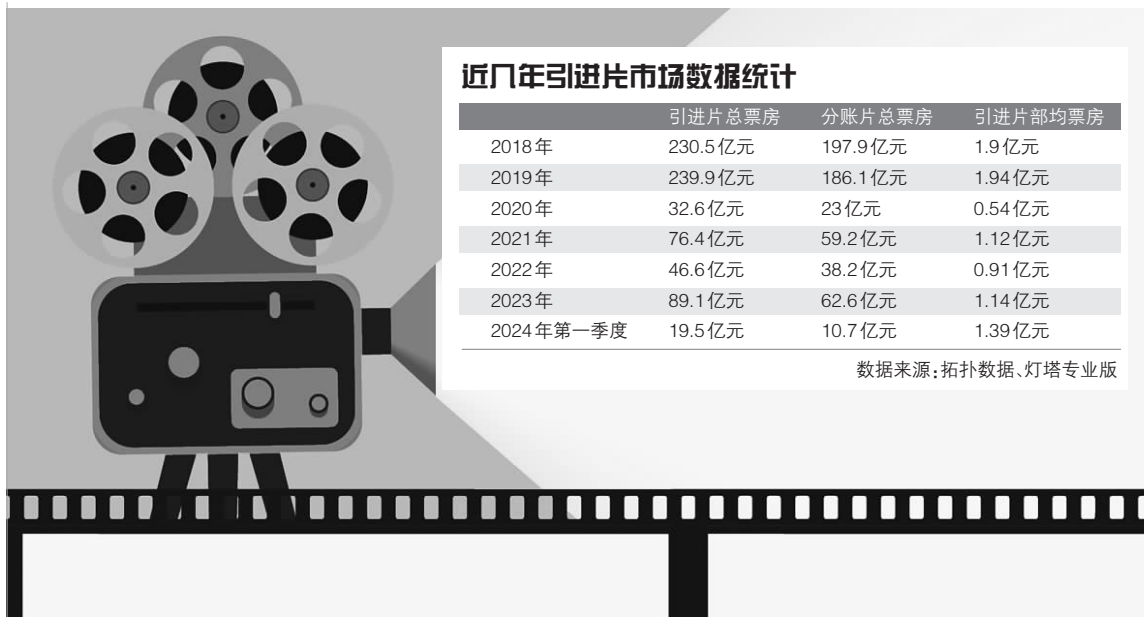 近几年引进片市场数据统计
引进片总票房 分账片总票房 引进片部均票房
2018年 230.5亿元 197.9亿元 1.9亿元
2019年 239.9亿元 186.1亿元 1.94亿元
2020年 32.6亿元 23亿元 0.54亿元
2021年 76.4亿元 59.2亿元 1.12亿元
2022年 46.6亿元 38.2亿元 0.91亿元
2023年 89.1亿元 62.6亿元 1.14亿元
2024年第一季度 19.5亿元 10.7亿元 1.39亿元
数据来源:拓扑数据、灯塔专业版